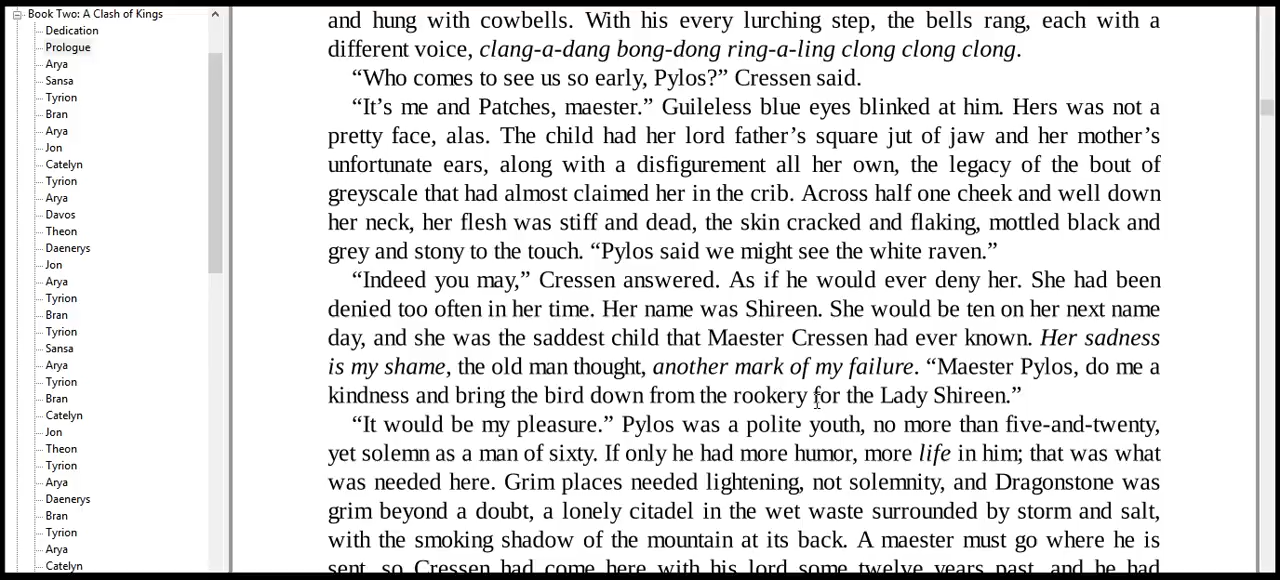 Book Two: A Clash of Kings
Dedication
Prologue
Arya
Sansa
Tyrion
Bran
Arya
Jon
Catelyn
Tyrion
Arya
Davos
Theon
Daenerys
Jon
Arya
Tyrion
Bran
Tyrion
Sansa
Arya
Tyrion
Bran
Catelyn
Jon
Theon
Tyrion
Arya
Daenerys
Bran
Tyrion
Arya
Catelyn
and hung with cowbells. With his every lurching step, the bells rang, each with a
different voice, clang-a-dang bong-dong ring-a-ling clong clong clong.
“Who comes to see us so early, Pylos?” Cressen said.
“It’s me and Patches, maester.” Guileless blue eyes blinked at him. Hers was not a
pretty face, alas. The child had her lord father’s square jut of jaw and her mother’s
unfortunate ears, along with a disfigurement all her own, the legacy of the bout of
greyscale that had almost claimed her in the crib. Across half one cheek and well down
her neck, her flesh was stiff and dead, the skin cracked and flaking, mottled black and
grey and stony to the touch. “Pylos said we might see the white raven.”
“Indeed you may,” Cressen answered. As if he would ever deny her. She had been
denied too often in her time. Her name was Shireen. She would be ten on her next name
day, and she was the saddest child that Maester Cressen had ever known. Her sadness
is my shame, the old man thought, another mark of my failure. “Maester Pylos, do me a
kindness and bring the bird down from the rookery for the Lady Shireen.”
“It would be my pleasure.” Pylos was a polite youth, no more than five-and-twenty,
yet solemn as a man of sixty. If only he had more humor, more life in him; that was what
was needed here. Grim places needed lightening, not solemnity, and Dragonstone was
grim beyond a doubt, a lonely citadel in the wet waste surrounded by storm and salt,
with the smoking shadow of the mountain at its back. A maester must go where he is
sent, so Cressen had come here with his lord some twelve years past, and he had